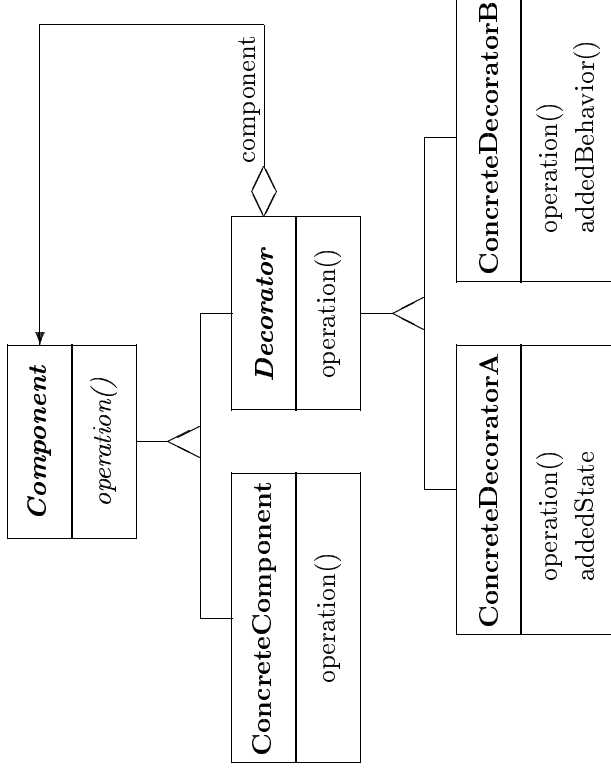 Component
operation()
component
ConcreteComponent
operation()
Decorator
operation()
ConcreteDecoratorA
operation()
addedState
ConcreteDecoratorB
operation()
addedBehavior()